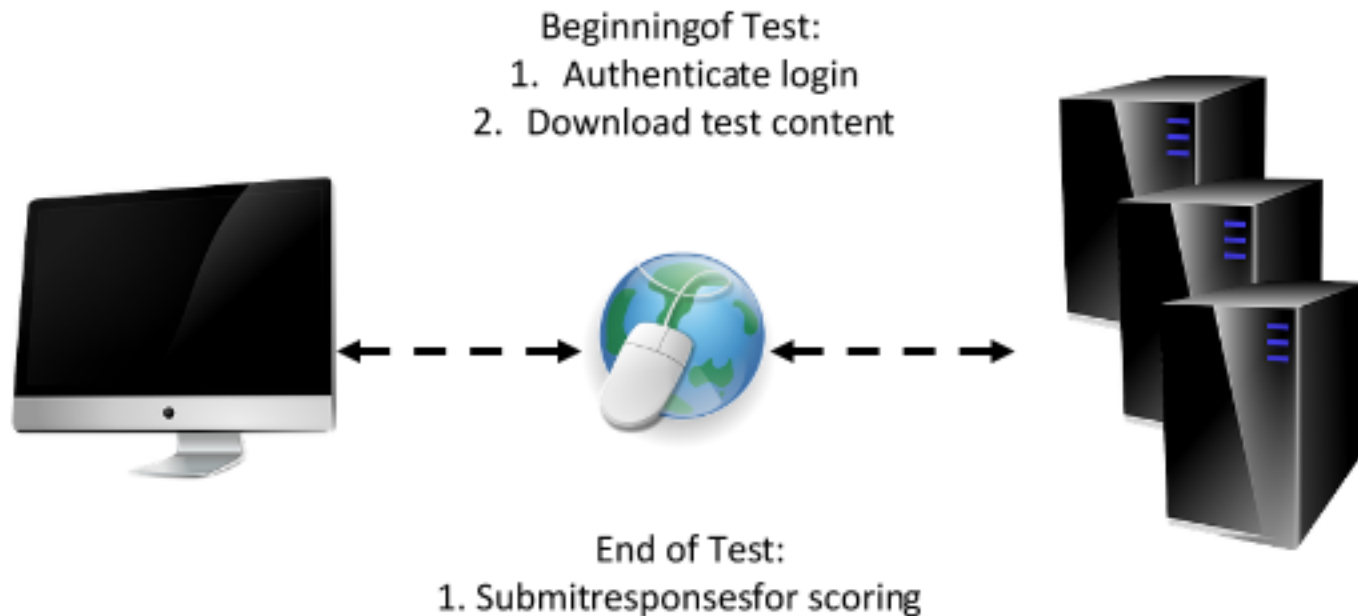 Beginningof Test:
1. Authenticate login
2. Download test content
End of Test:
1. Submitresponsesfor scoring